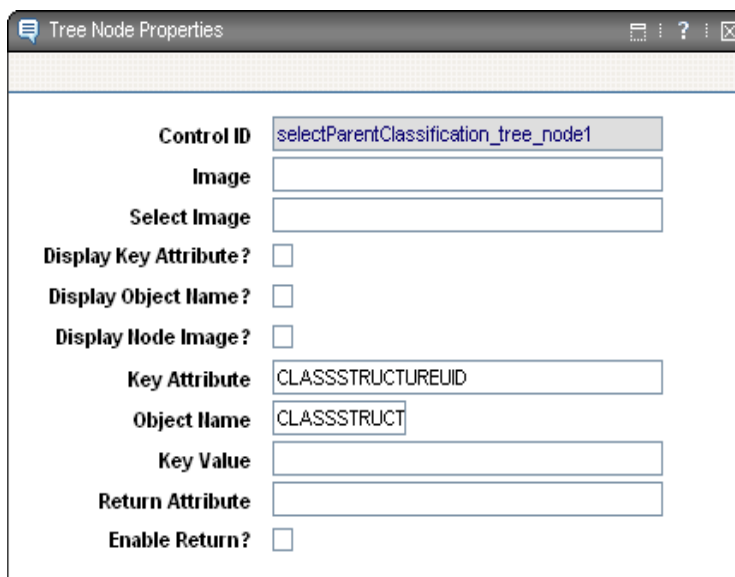 Tree Node Properties ?
Control ID selectParentClassification_tree_node1
Image
Select Image
Display Key Attribute?
Display Object Name?
Display Node Image?
Key Attribute CLASSSTRUCTUREUID
Object Name CLASSSTRUCT
Key Value
Return Attribute
Enable Return?